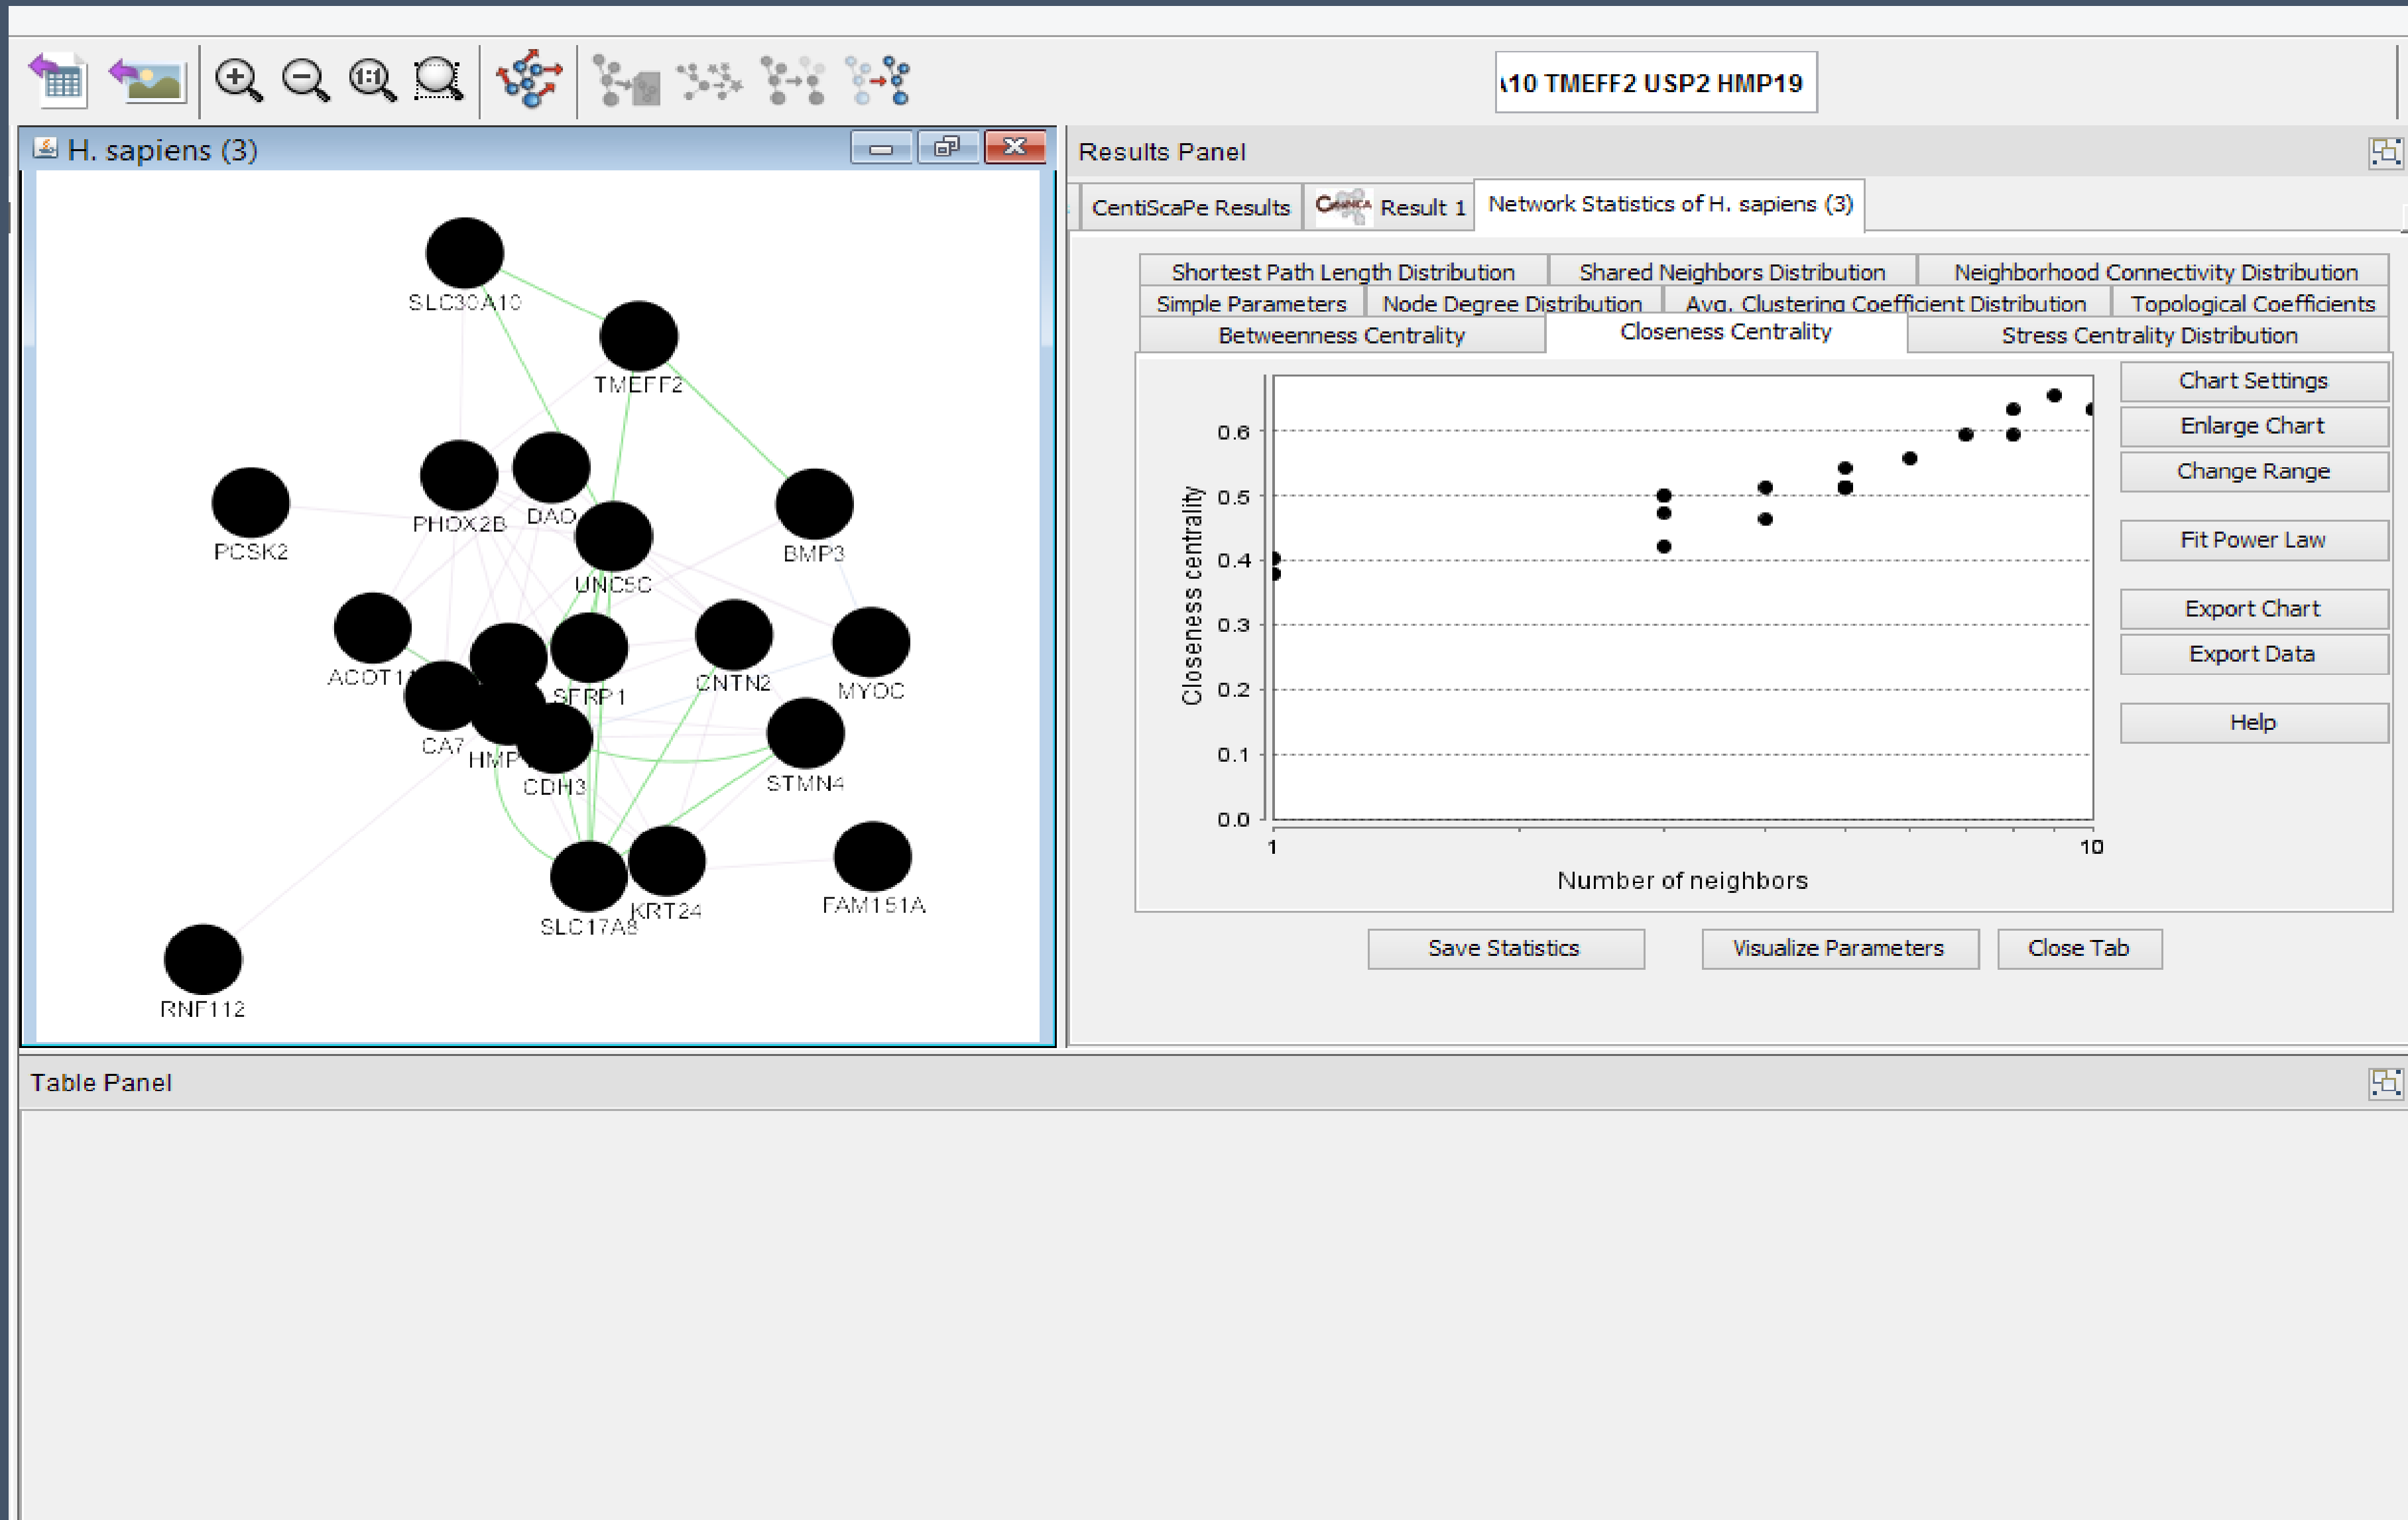 1:1
A10 TMEFF2 USP2 HMP19
H. sapiens (3)
SLC30A10
TMEFF2
PHOX2B
DAO
PCSK2
BMP3
UNC5C
ACOT11
SFRP1
CNTN2
MYOC
CA7
HMP
CDH3
STMN4
SLC17A8
KRT24
FAM151A
RNF112
Results Panel
CentiScaPe Results
Result 1
Network Statistics of H. sapiens (3)
Shortest Path Length Distribution
Shared Neighbors Distribution
Neighborhood Connectivity Distribution
Simple Parameters
Node Degree Distribution
Avg. Clustering Coefficient Distribution
Topological Coefficients
Betweenness Centrality
Closeness Centrality
Stress Centrality Distribution
Closeness centrality
0.6
0.5
0.4
0.3
0.2
0.1
0.0
1
10
Number of neighbors
Chart Settings
Enlarge Chart
Change Range
Fit Power Law
Export Chart
Export Data
Help
Save Statistics
Visualize Parameters
Close Tab
Table Panel